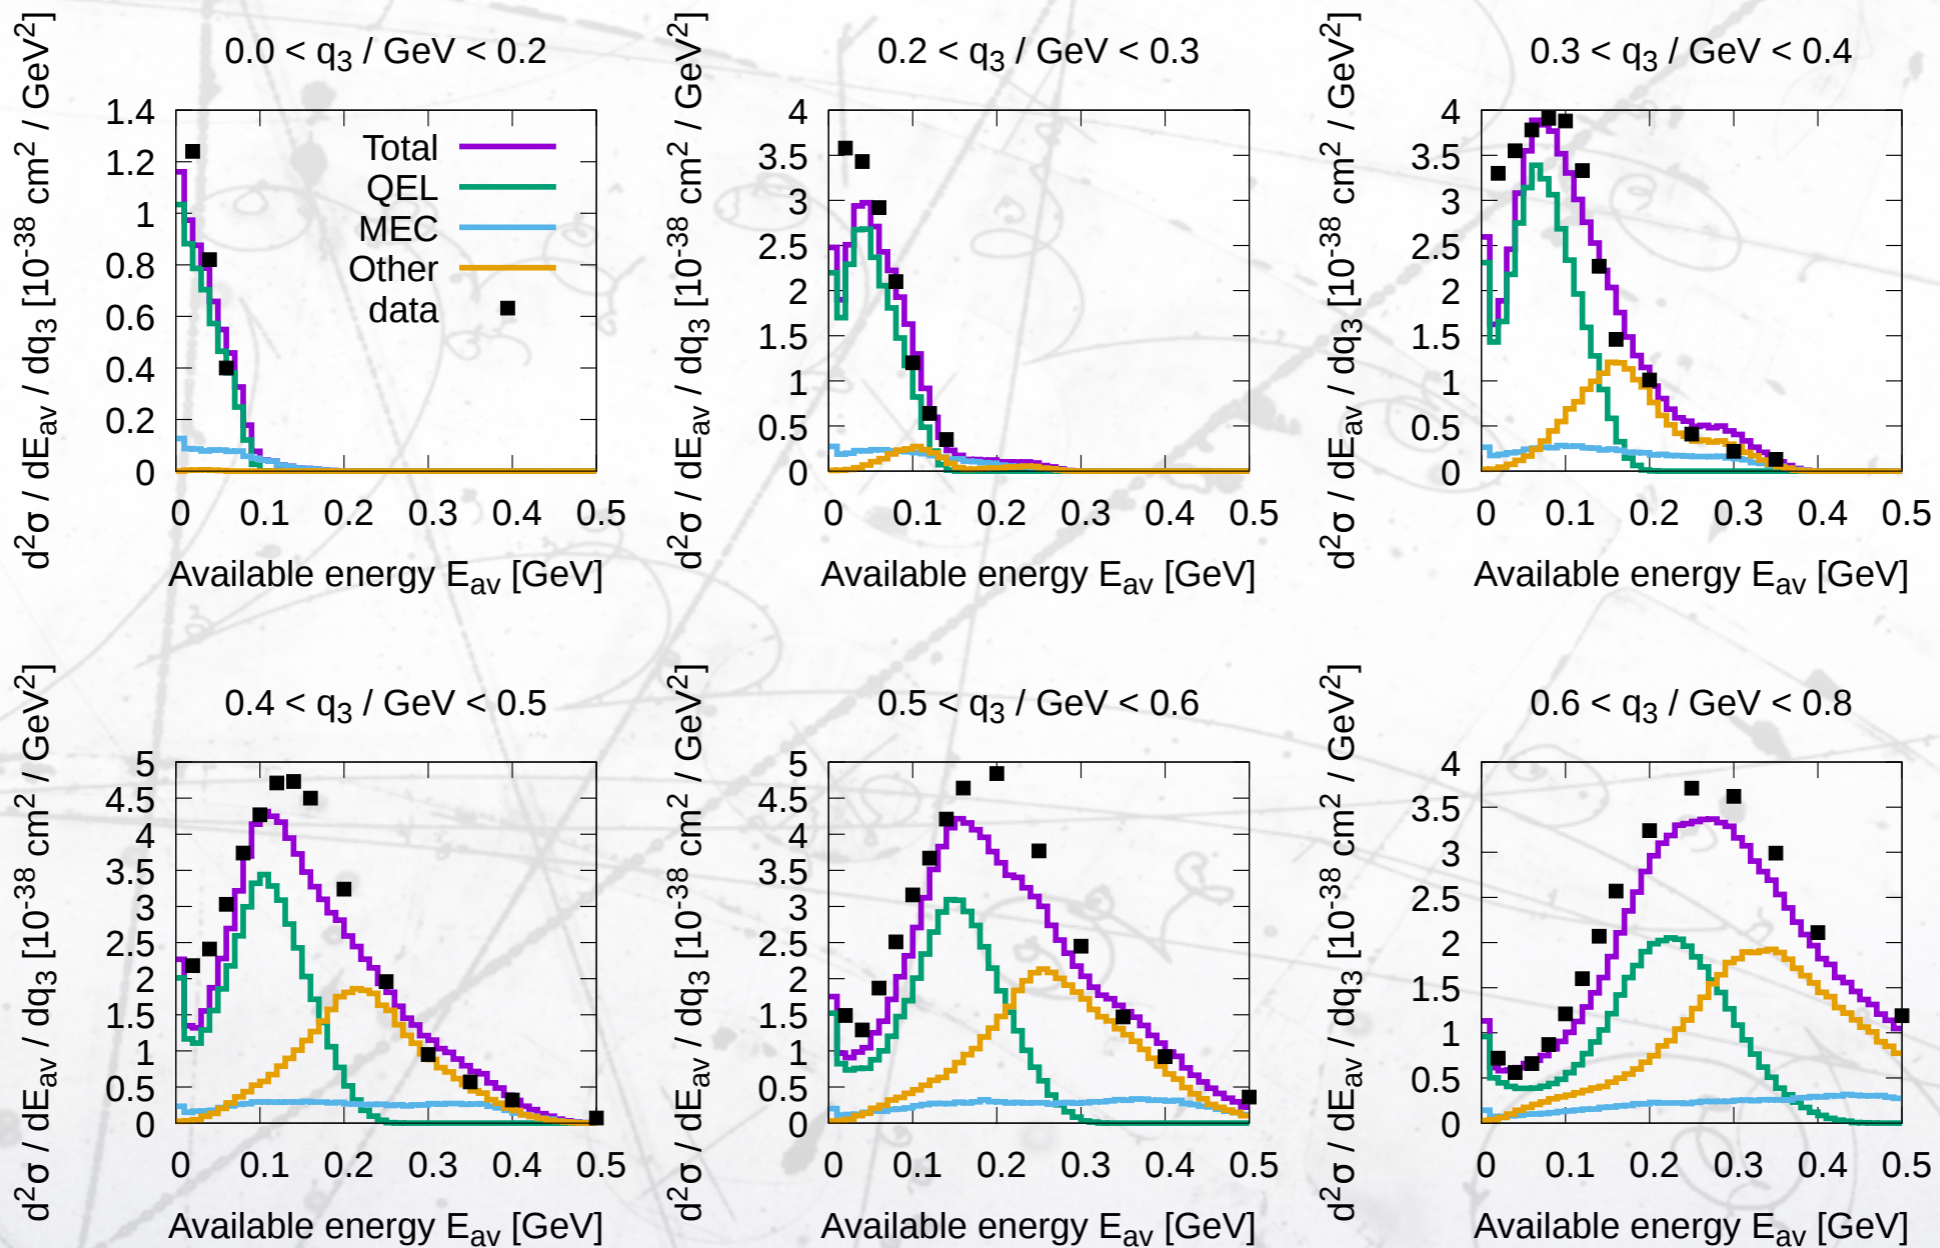 0.0 < q3 / GeV < 0.2
d²σ / dEav / dq3 [10⁻³⁸ cm² / GeV²]
1.4
1.2
1
0.8
0.6
0.4
0.2
0
Total
QEL
MEC
Other
data
0 0.1 0.2 0.3 0.4 0.5
Available energy Eav [GeV]
0.2 < q3 / GeV < 0.3
d²σ / dEav / dq3 [10⁻³⁸ cm² / GeV²]
4
3.5
3
2.5
2
1.5
1
0.5
0
0 0.1 0.2 0.3 0.4 0.5
Available energy Eav [GeV]
0.3 < q3 / GeV < 0.4
d²σ / dEav / dq3 [10⁻³⁸ cm² / GeV²]
4
3.5
3
2.5
2
1.5
1
0.5
0
0 0.1 0.2 0.3 0.4 0.5
Available energy Eav [GeV]
0.4 < q3 / GeV < 0.5
d²σ / dEav / dq3 [10⁻³⁸ cm² / GeV²]
5
4.5
4
3.5
3
2.5
2
1.5
1
0.5
0
0 0.1 0.2 0.3 0.4 0.5
Available energy Eav [GeV]
0.5 < q3 / GeV < 0.6
d²σ / dEav / dq3 [10⁻³⁸ cm² / GeV²]
5
4.5
4
3.5
3
2.5
2
1.5
1
0.5
0
0 0.1 0.2 0.3 0.4 0.5
Available energy Eav [GeV]
0.6 < q3 / GeV < 0.8
d²σ / dEav / dq3 [10⁻³⁸ cm² / GeV²]
4
3.5
3
2.5
2
1.5
1
0.5
0
0 0.1 0.2 0.3 0.4 0.5
Available energy Eav [GeV]